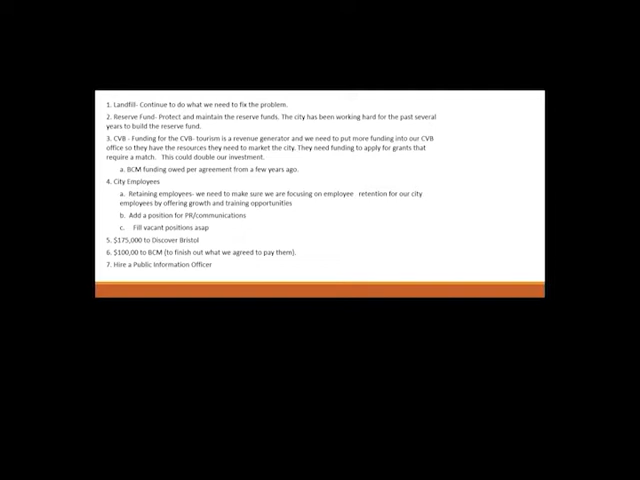 1. Landfill- Continue to do what we need to fix the problem.
2. Reserve Fund- Protect and maintain the reserve funds. The city has been working hard for the past several
years to build the reserve fund.
3. CVB - Funding for the CVB- tourism is a revenue generator and we need to put more funding into our CVB
office so they have the resources they need to market the city. They need funding to apply for grants that
require a match. This could double our investment.
a. BCM funding owed per agreement from a few years ago.
4. City Employees
a. Retaining employees- we need to make sure we are focusing on employee retention for our city
employees by offering growth and training opportunities
b. Add a position for PR/communications
c. Fill vacant positions asap
5. $175,000 to Discover Bristol
6. $100,00 to BCM (to finish out what we agreed to pay them).
7. Hire a Public Information Officer